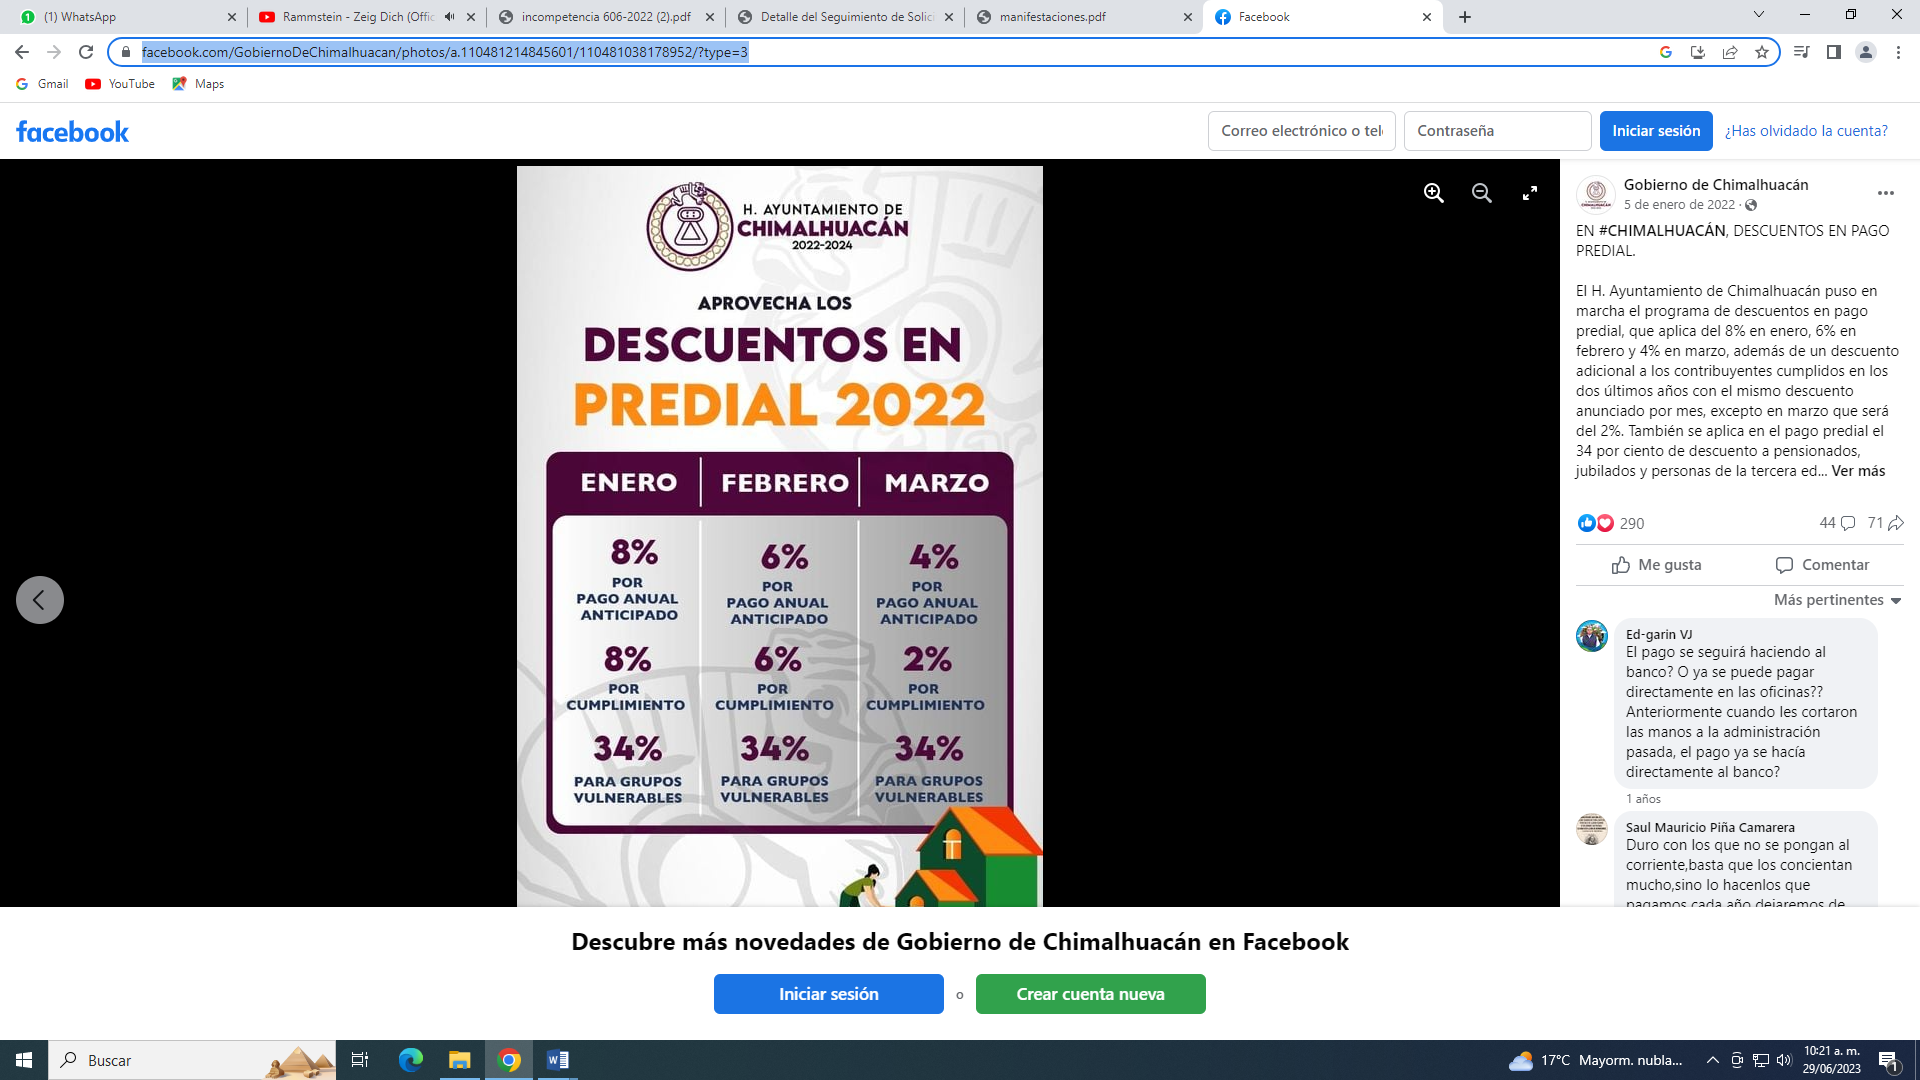 (1) WhatsApp
Rammstein - Zeig Dich (Offic
incompetencia 606-2022 (2).pdf
Detalle del Seguimiento de Solici
manifestaciones.pdf
Facebook
facebook.com/GobiernoDeChimalhuacan/photos/a.110481214845601/110481038178952/?type=3
Gmail
YouTube
Maps
facebook
Correo electrónico o telé
Contraseña
Iniciar sesión
¿Has olvidado la cuenta?
H. AYUNTAMIENTO DE
CHIMALHUACÁN
2022-2024
APROVECHA LOS
DESCUENTOS EN
PREDIAL 2022
ENERO FEBRERO MARZO
8% 6% 4%
POR POR POR
PAGO ANUAL PAGO ANUAL PAGO ANUAL
ANTICIPADO ANTICIPADO ANTICIPADO
8% 6% 2%
POR POR POR
CUMPLIMIENTO CUMPLIMIENTO CUMPLIMIENTO
34% 34% 34%
PARA GRUPOS PARA GRUPOS PARA GRUPOS
VULNERABLES VULNERABLES VULNERABLES
Gobierno de Chimalhuacán
5 de enero de 2022 ·
EN #CHIMALHUACÁN, DESCUENTOS EN PAGO
PREDIAL.
El H. Ayuntamiento de Chimalhuacán puso en
marcha el programa de descuentos en pago
predial, que aplica del 8% en enero, 6% en
febrero y 4% en marzo, además de un descuento
adicional a los contribuyentes cumplidos en los
dos últimos años con el mismo descuento
anunciado por mes, excepto en marzo que será
del 2%. También se aplica en el pago predial el
34 por ciento de descuento a pensionados,
jubilados y personas de la tercera ed... Ver más
290 44 71
Me gusta Comentar
Más pertinentes
Ed-garin VJ
El pago se seguirá haciendo al
banco? O ya se puede pagar
directamente en las oficinas??
Anteriormente cuando les cortaron
las manos a la administración
pasada, el pago ya se hacía
directamente al banco?
1 años
Saul Mauricio Piña Camarera
Duro con los que no se pongan al
corriente,basta que los concientan
mucho,sino lo hacenlos que
pagamos cada año dejaremos de
Descubre más novedades de Gobierno de Chimalhuacán en Facebook
Iniciar sesión o Crear cuenta nueva
Buscar
17°C Mayorm. nubla...
10:21 a. m.
29/06/2023
1